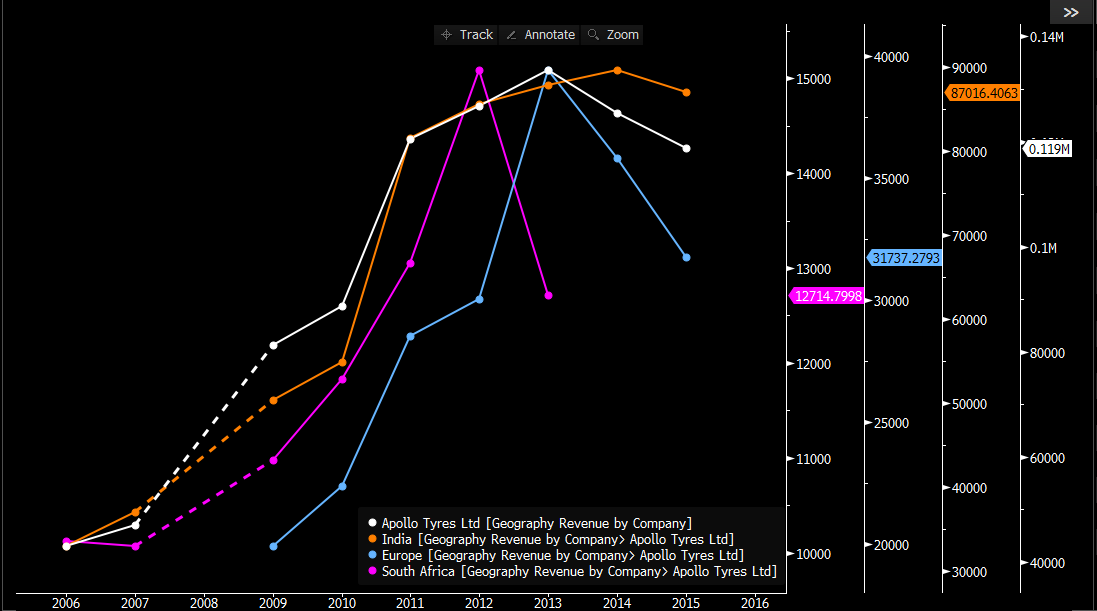 »
Track Annotate Zoom
15000
14000
13000
12714.7998
12000
11000
10000
40000
35000
31737.2793
30000
25000
20000
90000
87016.4063
80000
70000
60000
50000
40000
30000
0.14M
0.119M
0.1M
80000
60000
40000
Apollo Tyres Ltd [Geography Revenue by Company]
India [Geography Revenue by Company> Apollo Tyres Ltd]
Europe [Geography Revenue by Company> Apollo Tyres Ltd]
South Africa [Geography Revenue by Company> Apollo Tyres Ltd]
2006 2007 2008 2009 2010 2011 2012 2013 2014 2015 2016